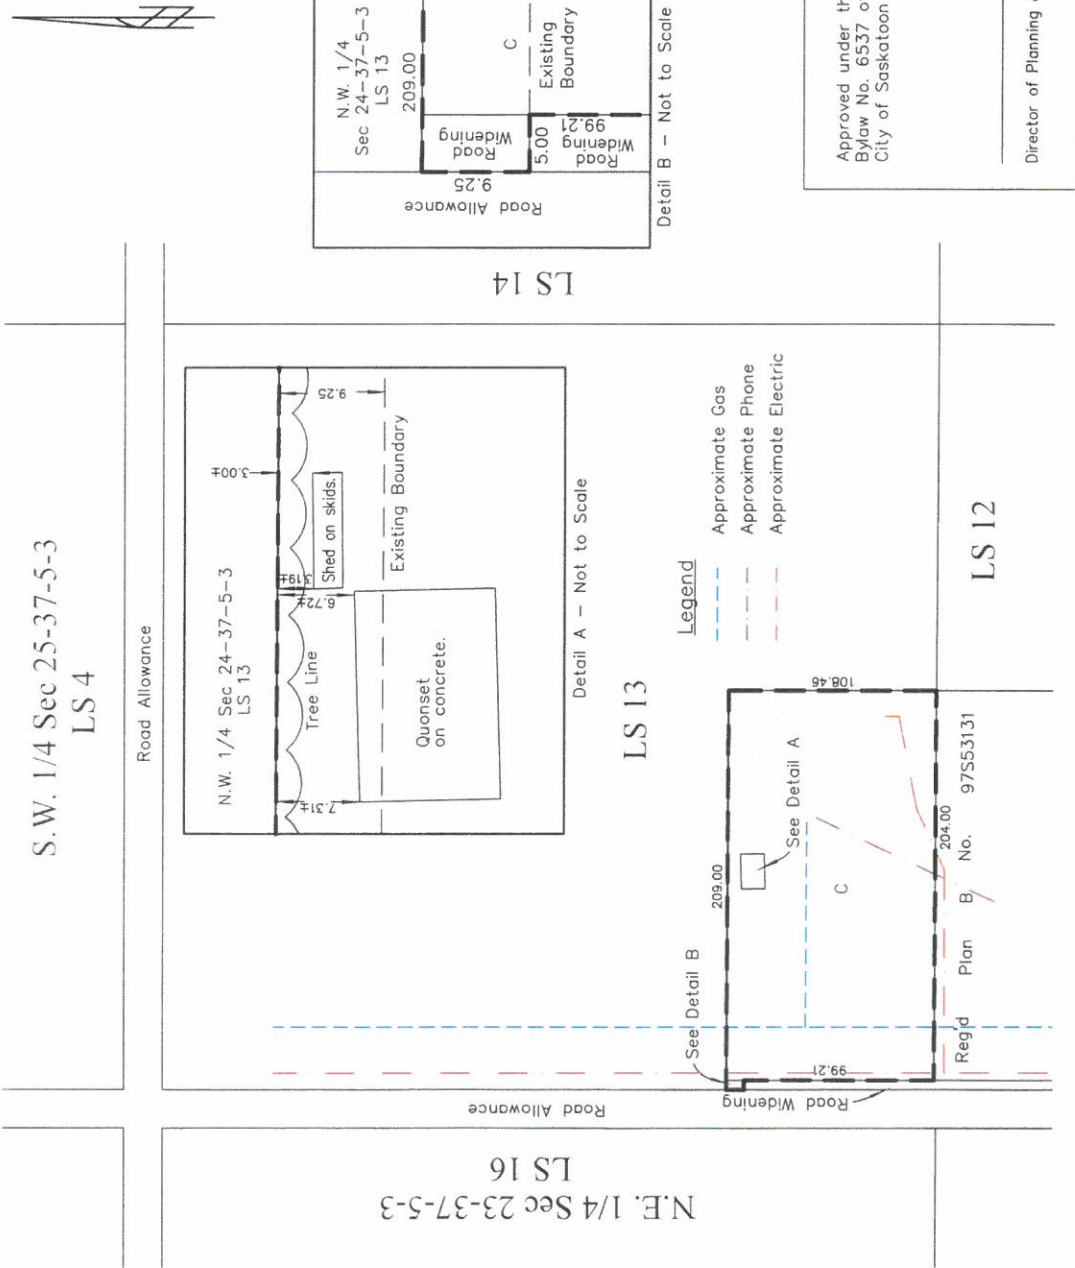 S.W. 1/4 Sec 25-37-5-3
LS 4
Road Allowance
N.W. 1/4 Sec 24-37-5-3
LS 13
Tree Line
3.00±
9.25
3.19±
6.72±
7.31±
Shed on skids.
Existing Boundary
Quonset
on concrete.
Detail A - Not to Scale
N.W. 1/4
Sec 24-37-5-3
LS 13
209.00
C
Existing
Boundary
Road
Widening
5.00
99.21
Road
Widening
9.25
Road Allowance
Detail B - Not to Scale
LS 14
Approved under th
Bylaw No. 6537 o
City of Saskatoon
Director of Planning
Legend
Approximate Gas
Approximate Phone
Approximate Electric
LS 13
LS 12
See Detail B
209.00
See Detail A
108.46
C
99.21
204.00
Reg'd Plan B No. 97S53131
Road Allowance
Road Widening
N.E. 1/4 Sec 23-37-5-3
LS 16